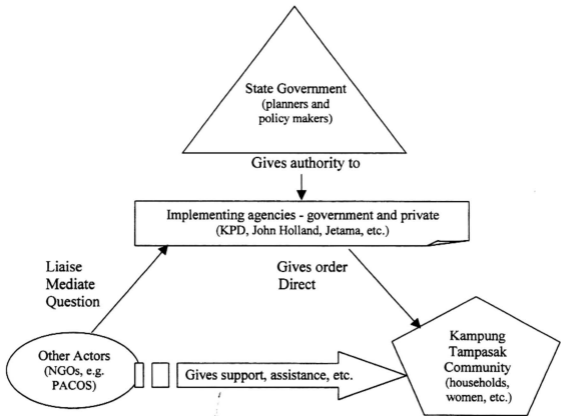 State Government
(planners and
policy makers)
Gives authority to
Implementing agencies - government and private
(KPD, John Holland, Jetama, etc.)
Liaise
Mediate
Question
Gives order
Direct
Other Actors
(NGOs, e.g.
PACOS)
Gives support, assistance, etc.
Kampung
Tampasak
Community
(households,
women, etc.)